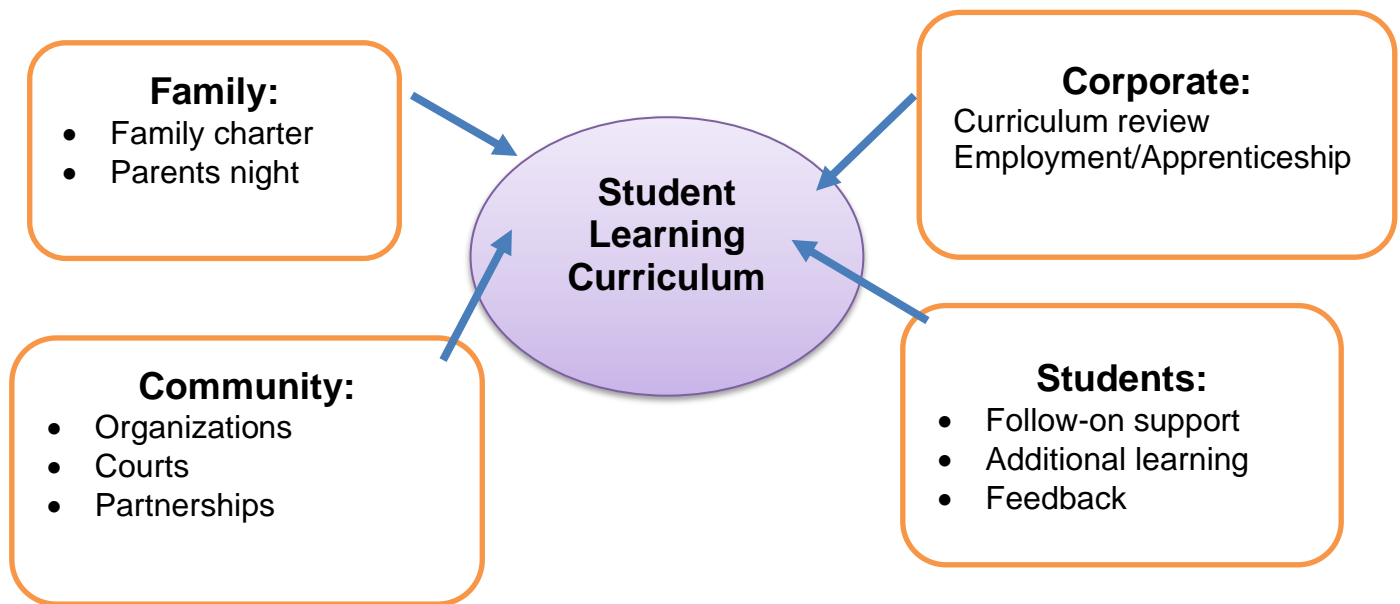 Family:
• Family charter
• Parents night
Corporate:
Curriculum review
Employment/Apprenticeship
Student
Learning
Curriculum
Community:
• Organizations
• Courts
• Partnerships
Students:
• Follow-on support
• Additional learning
• Feedback